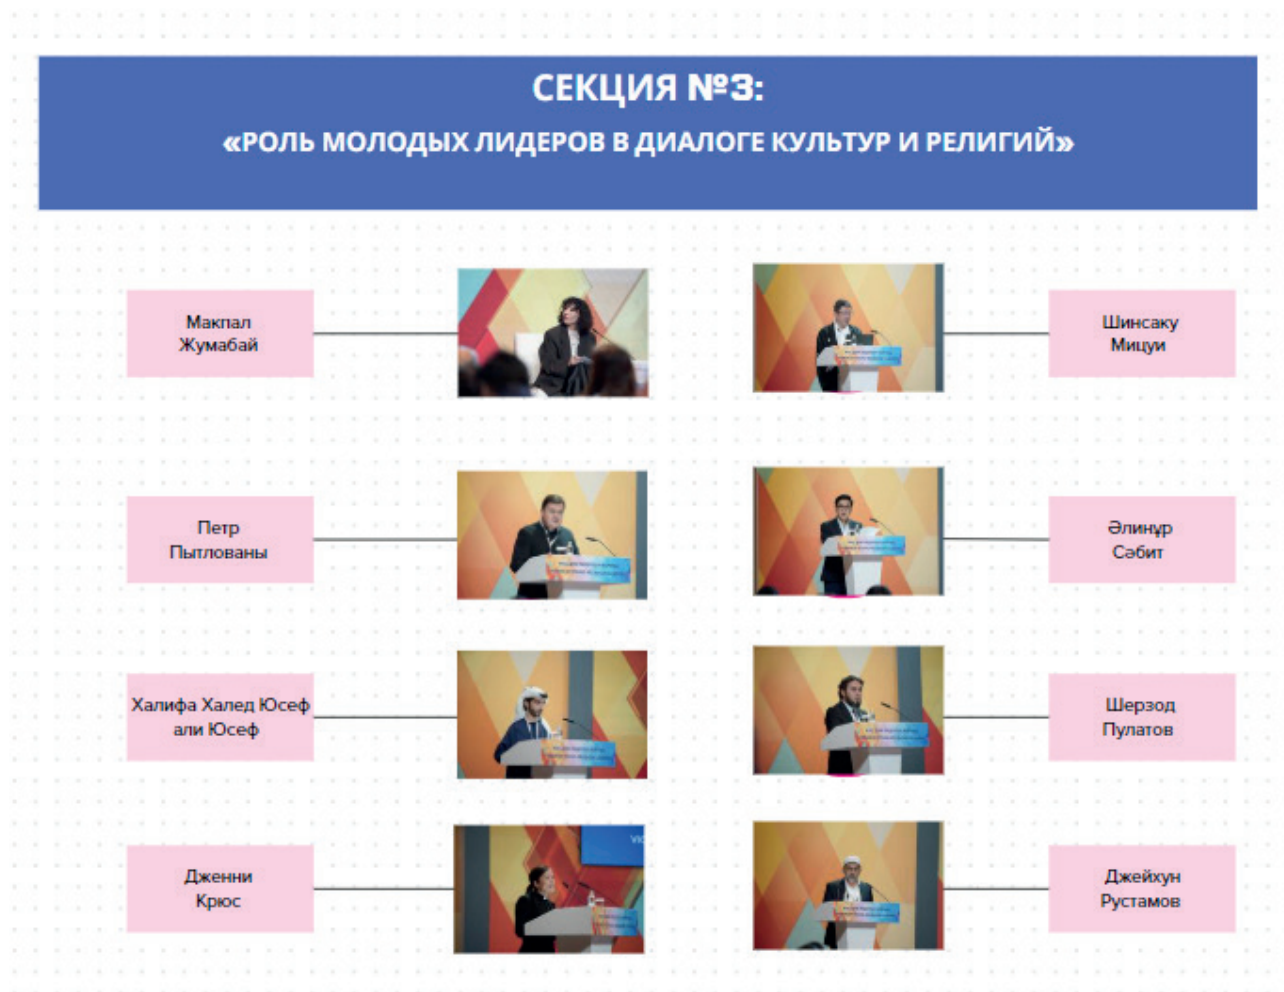 СЕКЦИЯ №3:
«РОЛЬ МОЛОДЫХ ЛИДЕРОВ В ДИАЛОГЕ КУЛЬТУР И РЕЛИГИЙ»
Макпал
Жумабай
Шинсаку
Мицуи
Петр
Пытлованы
Әлинұр
Сәбит
Халифа Халед Юсеф
али Юсеф
Шерзод
Пулатов
Дженни
Крюс
Джейхун
Рустамов